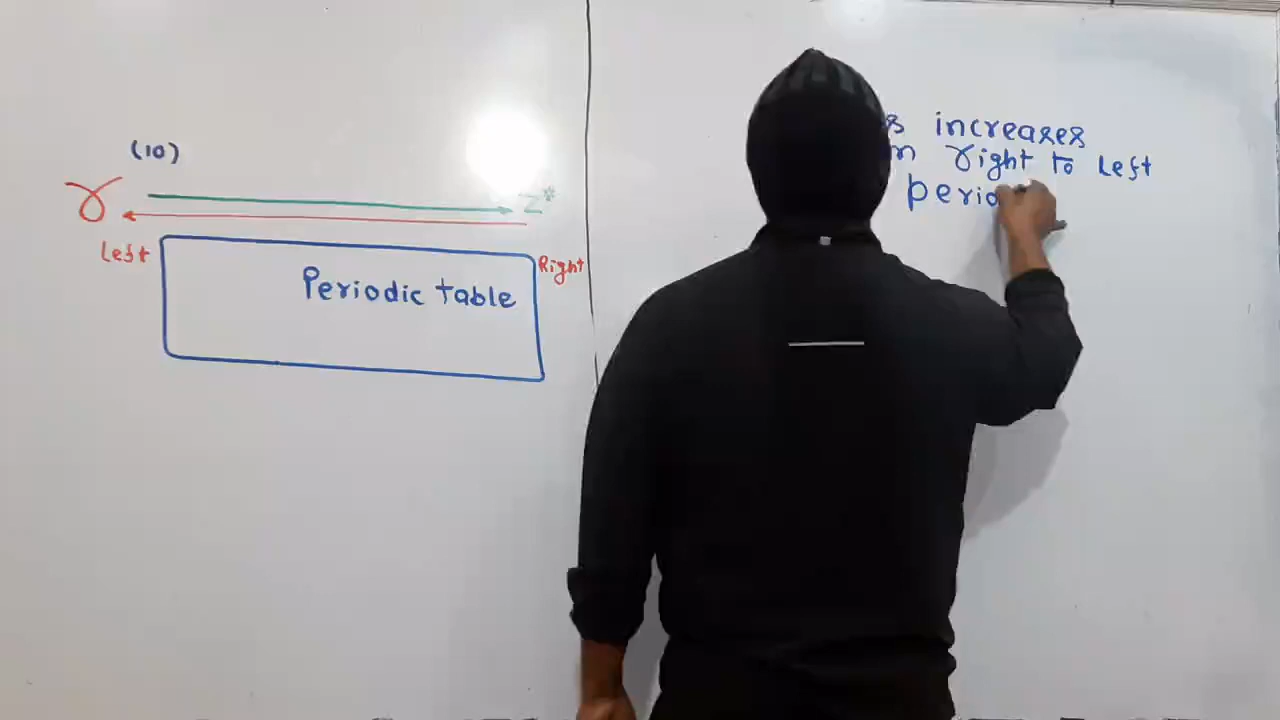 (10)
r Z*
Left
Right
Periodic table
increases
right to left
perio